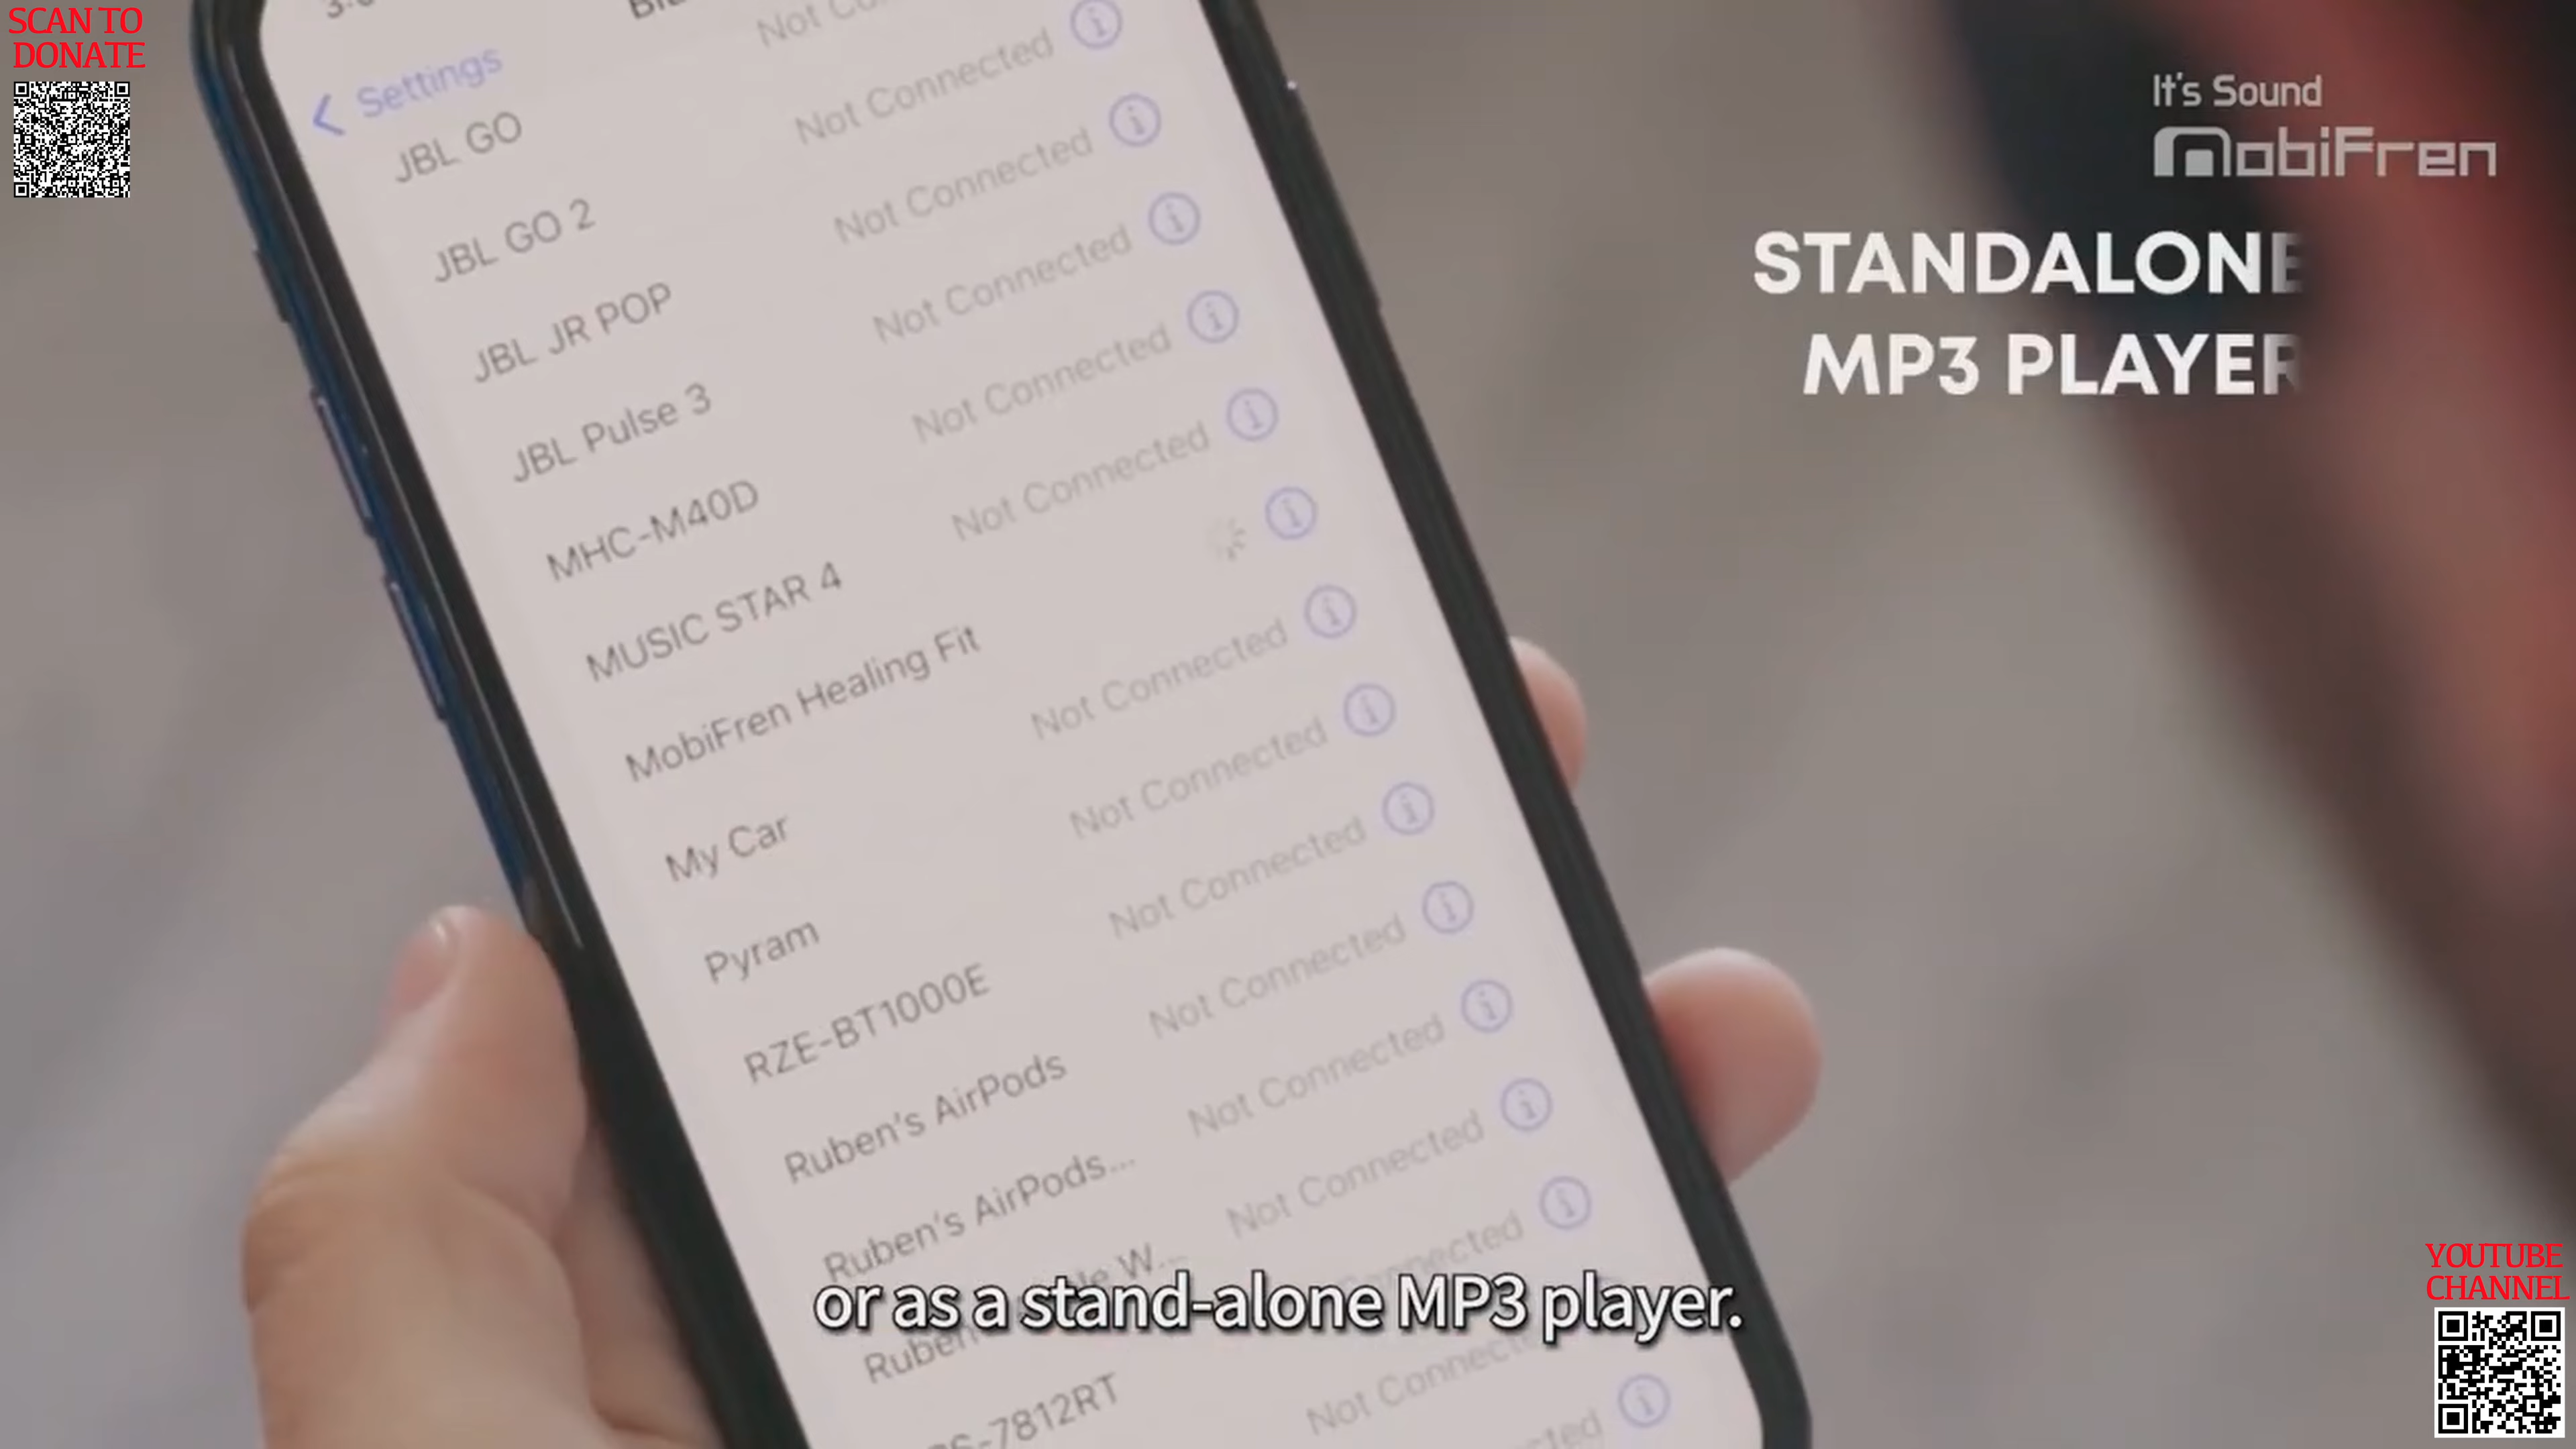 SCAN TO
DONATE
It's Sound
MobiFren
STANDALONE
MP3 PLAYER
Settings
Not Connected
JBL GO
Not Connected
JBL GO 2
Not Connected
JBL JR POP
Not Connected
JBL Pulse 3
Not Connected
MHC-M40D
Not Connected
MUSIC STAR 4
MobiFren Healing Fit
Not Connected
My Car
Not Connected
Pyram
Not Connected
RZE-BT1000E
Not Connected
Ruben's AirPods
Not Connected
Ruben's AirPods...
Not Connected
W...
or as a stand-alone MP3 player.
-7812RT
YOUTUBE
CHANNEL